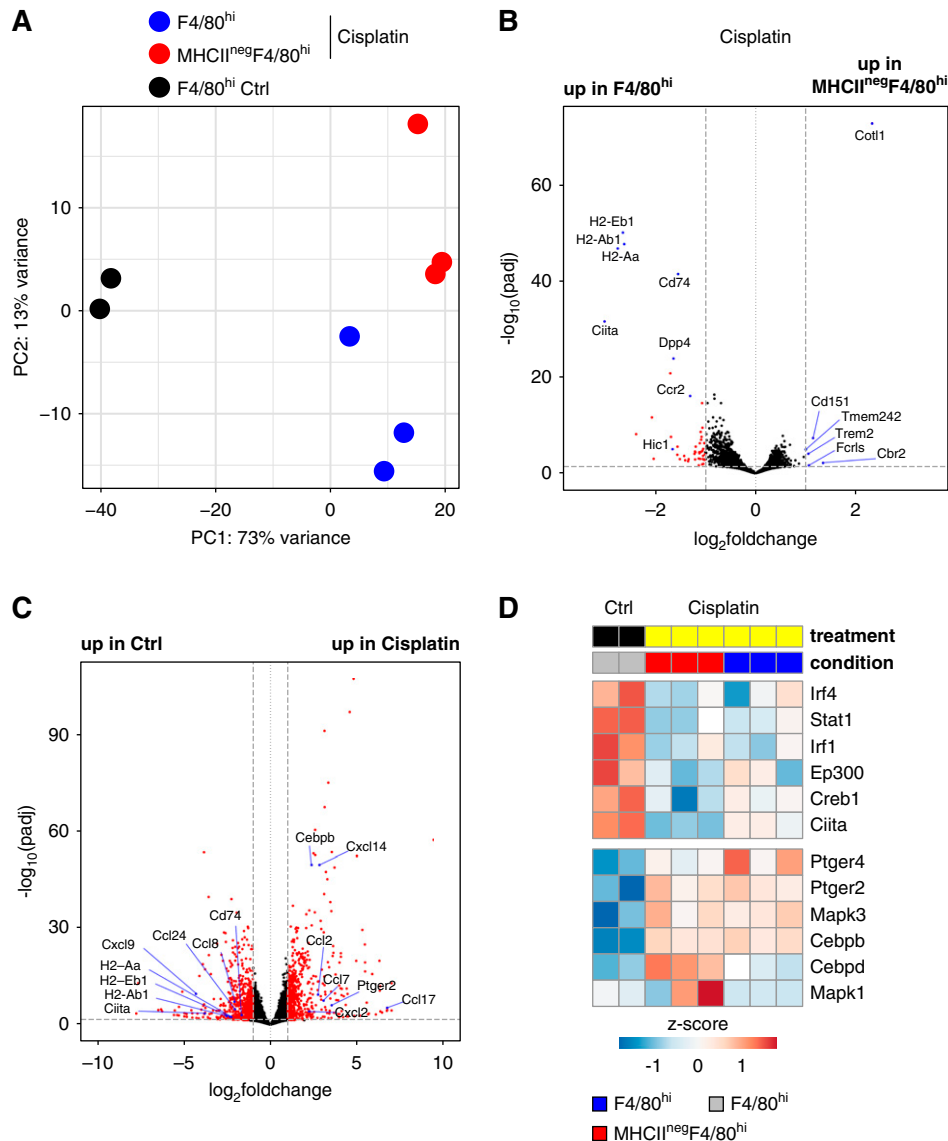 A
F4/80hi
MHCIInegF4/80hi
Cisplatin
F4/80hi Ctrl
PC2: 13% variance
10
0
−10
−40
−20
0
20
PC1: 73% variance
B
Cisplatin
up in F4/80hi
up in
MHCIInegF4/80hi
-log10(padj)
60
40
20
0
Cotl1
H2-Eb1
H2-Ab1
H2-Aa
Cd74
Ciita
Dpp4
Ccr2
Hic1
Cd151
Tmem242
Trem2
Fcrls
Cbr2
−2
0
2
log2foldchange
C
up in Ctrl
up in Cisplatin
-log10(padj)
90
60
30
0
Cebpb
Cxcl14
Cd74
Ccl24
Cxcl9
Ccl8
Ccl2
H2−Aa
H2−Eb1
H2-Ab1
Ciita
Ccl7
Ptger2
Ccl17
Cxcl2
−10
−5
0
5
10
log2foldchange
D
Ctrl
Cisplatin
treatment
condition
Irf4
Stat1
Irf1
Ep300
Creb1
Ciita
Ptger4
Ptger2
Mapk3
Cebpb
Cebpd
Mapk1
z-score
-1 0 1
F4/80hi
F4/80hi
MHCIInegF4/80hi